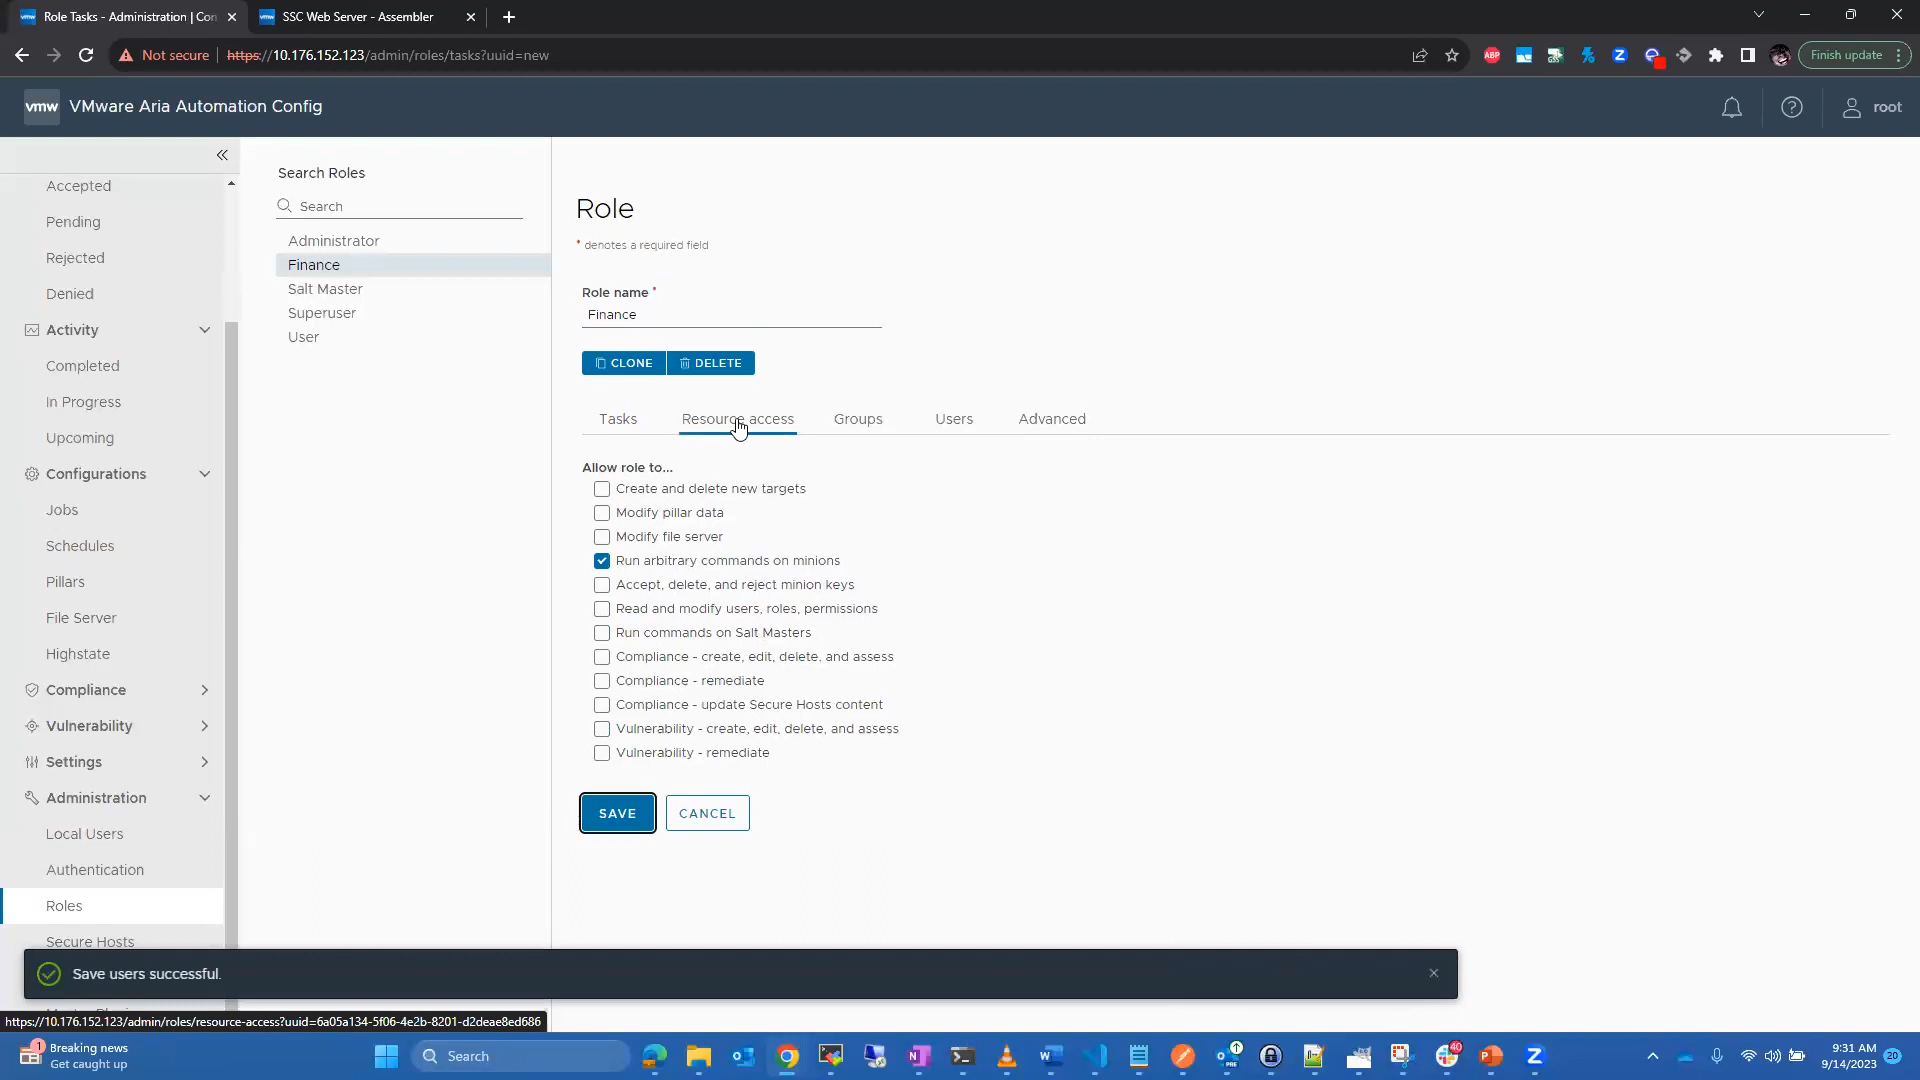 Role Tasks - Administration | Con
SSC Web Server - Assembler
Not secure
https://10.176.152.123/admin/roles/tasks?uuid=new
ABP
Finish update
vmw
VMware Aria Automation Config
root
Accepted
Pending
Rejected
Denied
Activity
Completed
In Progress
Upcoming
Configurations
Jobs
Schedules
Pillars
File Server
Highstate
Compliance
Vulnerability
Settings
Administration
Local Users
Authentication
Roles
Secure Hosts
Search Roles
Search
Administrator
Finance
Salt Master
Superuser
User
Role
* denotes a required field
Role name *
Finance
CLONE
DELETE
Tasks
Resource access
Groups
Users
Advanced
Allow role to...
Create and delete new targets
Modify pillar data
Modify file server
Run arbitrary commands on minions
Accept, delete, and reject minion keys
Read and modify users, roles, permissions
Run commands on Salt Masters
Compliance - create, edit, delete, and assess
Compliance - remediate
Compliance - update Secure Hosts content
Vulnerability - create, edit, delete, and assess
Vulnerability - remediate
SAVE
CANCEL
Save users successful.
https://10.176.152.123/admin/roles/resource-access?uuid=6a05a134-5f06-4e2b-8201-d2deae8ed686
1
Breaking news
Get caught up
Search
40
9:31 AM
9/14/2023
20